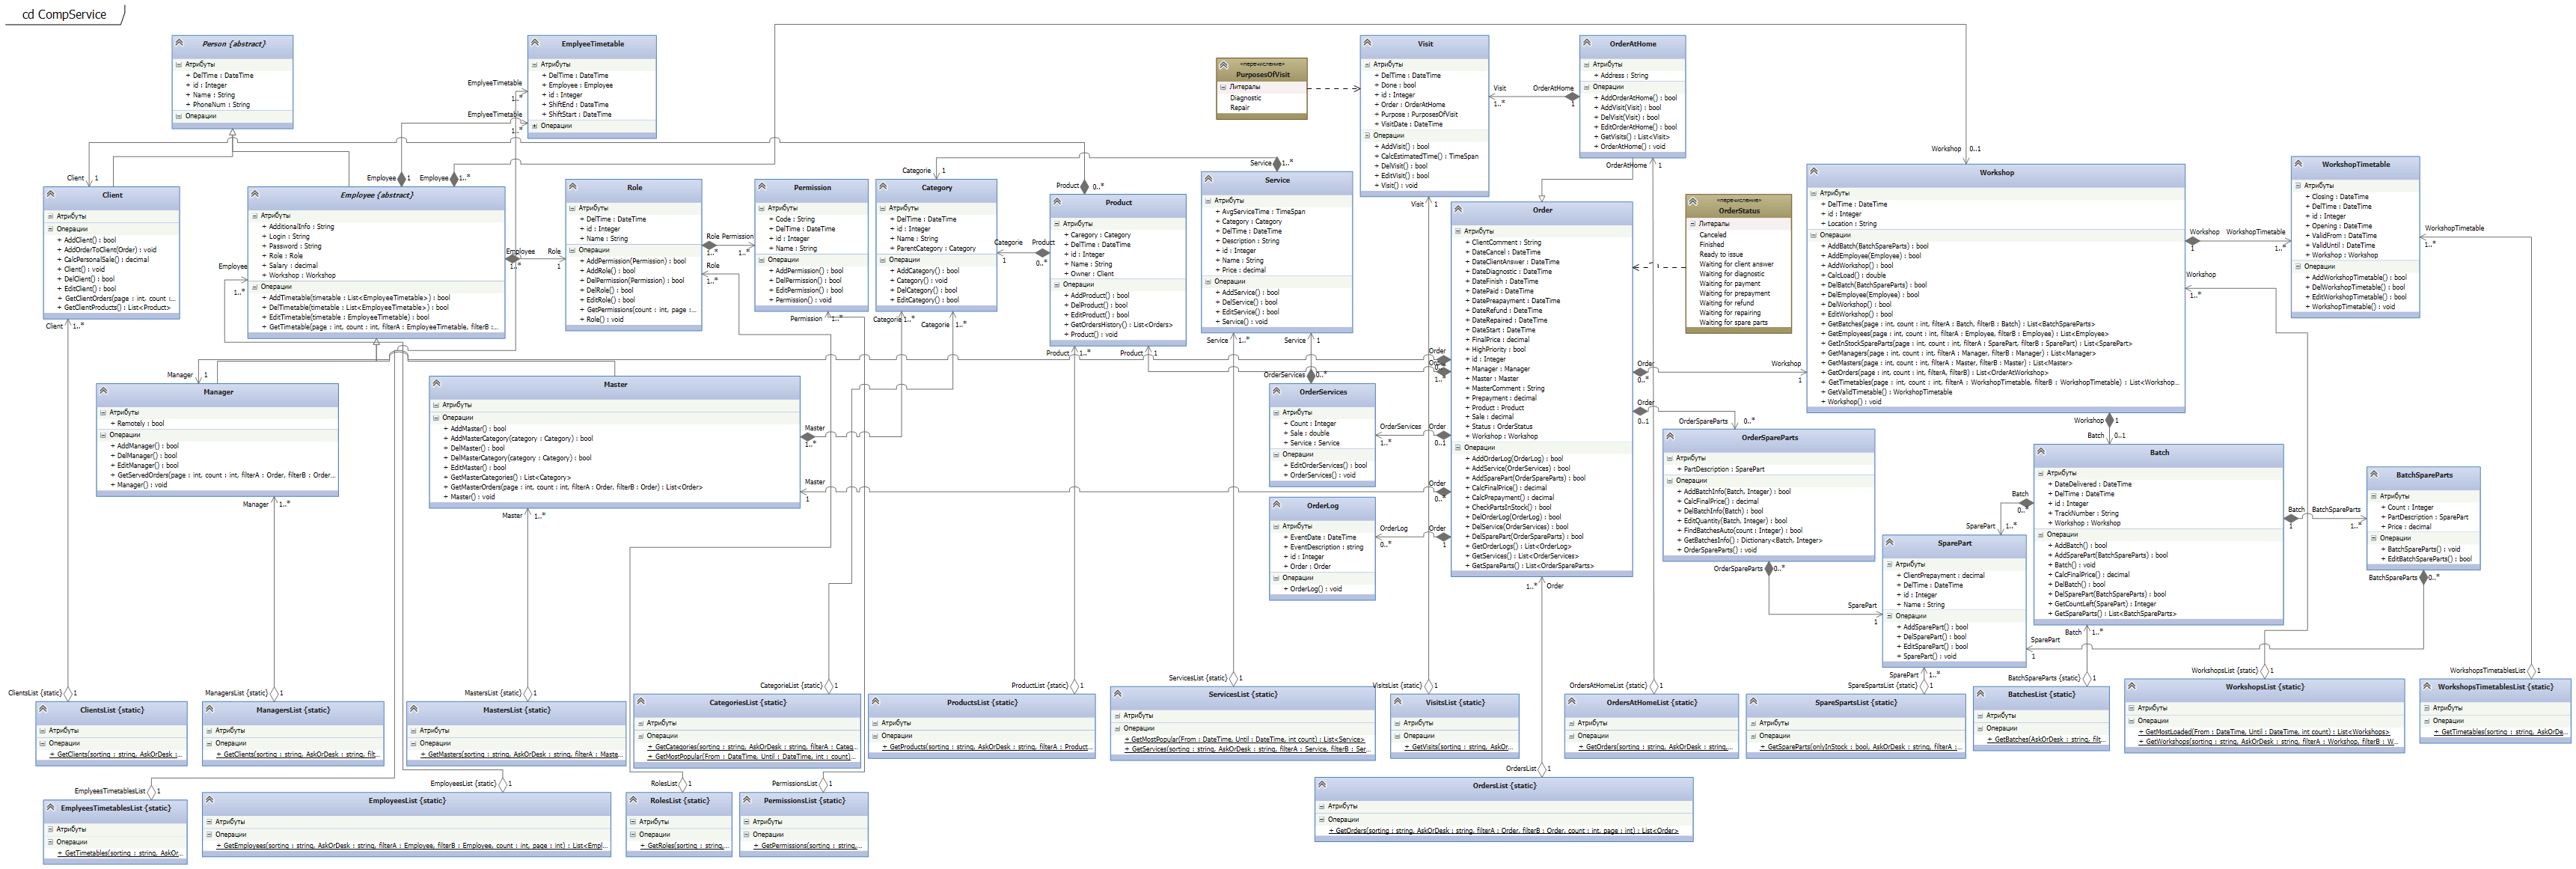 cd CompService
Person {abstract}
Атрибуты
+ DelTime : DateTime
+ id : Integer
+ Name : String
+ PhoneNum : String
Операции
EmplyeeTimetable
Атрибуты
+ DelTime : DateTime
+ Employee : Employee
+ id : Integer
+ ShiftEnd : DateTime
+ ShiftStart : DateTime
Операции
«перечисление»
PurposesOfVisit
Литералы
Diagnostic
Repair
Visit
Атрибуты
+ DelTime : DateTime
+ Done : bool
+ id : Integer
+ Order : OrderAtHome
+ Purpose : PurposesOfVisit
+ VisitDate : DateTime
Операции
+ AddVisit() : bool
+ CalcEstimatedTime() : TimeSpan
+ DelVisit() : bool
+ EditVisit() : bool
+ Visit() : void
OrderAtHome
Атрибуты
+ Address : String
Операции
+ AddOrderAtHome() : bool
+ AddVisit(Visit) : bool
+ DelVisit(Visit) : bool
+ EditOrderAtHome() : bool
+ GetVisits() : List<Visit>
+ OrderAtHome() : void
Client
Атрибуты
Операции
+ AddClient() : bool
+ AddOrderToClient(Order) : void
+ CalcPersonalSale() : decimal
+ Client() : void
+ DelClient() : bool
+ EditClient() : bool
+ GetClientOrders(page : int, count :...
+ GetClientProducts() : List<Product>
Employee {abstract}
Атрибуты
+ AdditionalInfo : String
+ Login : String
+ Password : String
+ Role : Role
+ Salary : decimal
+ Workshop : Workshop
Операции
+ AddTimetable(timetable : List<EmployeeTimetable>) : bool
+ DelTimetable(timetable : List<EmployeeTimetable>) : bool
+ EditTimetable(timetable : EmployeeTimetable) : bool
+ GetTimetable(page : int, count : int, filterA : EmployeeTimetable, filterB :...
Role
Атрибуты
+ DelTime : DateTime
+ id : Integer
+ Name : String
Операции
+ AddPermission(Permission) : bool
+ AddRole() : bool
+ DelPermission(Permission) : bool
+ DelRole() : bool
+ EditRole() : bool
+ GetPermissions(count : int, page :...
+ Role() : void
Permission
Атрибуты
+ Code : String
+ DelTime : DateTime
+ id : Integer
+ Name : String
Операции
+ AddPermission() : bool
+ DelPermission() : bool
+ EditPermission() : bool
+ Permission() : void
Category
Атрибуты
+ DelTime : DateTime
+ id : Integer
+ Name : String
+ ParentCategory : Category
Операции
+ AddCategory() : bool
+ Category() : void
+ DelCategory() : bool
+ EditCategory() : bool
Product
Атрибуты
+ Caregory : Category
+ DelTime : DateTime
+ id : Integer
+ Name : String
+ Owner : Client
Операции
+ AddProduct() : bool
+ DelProduct() : bool
+ EditProduct() : bool
+ GetOrdersHistory() : List<Orders>
+ Product() : void
Service
Атрибуты
+ AvgServiceTime : TimeSpan
+ Category : Category
+ DelTime : DateTime
+ Description : String
+ id : Integer
+ Name : String
+ Price : decimal
Операции
+ AddService() : bool
+ DelService() : bool
+ EditService() : bool
+ Service() : void
Order
Атрибуты
+ ClientComment : String
+ DateCancel : DateTime
+ DateClientAnswer : DateTime
+ DateDiagnostic : DateTime
+ DateFinish : DateTime
+ DatePaid : DateTime
+ DatePreapayment : DateTime
+ DateRefund : DeteTime
+ DateRepaired : DateTime
+ DateStart : DateTime
+ FinalPrice : decimal
+ HighPriority : bool
+ id : Integer
+ Manager : Manager
+ Master : Master
+ MasterComment : String
+ Prepayment : decimal
+ Product : Product
+ Sale : decimal
+ Status : OrderStatus
+ Workshop : Workshop
Операции
+ AddOrderLog(OrderLog) : bool
+ AddService(OrderServices) : bool
+ AddSparePart(OrderSpareParts) : bool
+ CalcFinalPrice() : decimal
+ CalcPrepayment() : decimal
+ CheckPartsInStock() : bool
+ DelOrderLog(OrderLog) : bool
+ DelService(OrderServices) : bool
+ DelSparePart(OrderSpareParts) : bool
+ GetOrderLogs() : List<OrderLog>
+ GetServices() : List<OrderServices>
+ GetSpareParts() : List<OrderSpareParts>
«перечисление»
OrderStatus
Литералы
Canceled
Finished
Ready to issue
Waiting for client answer
Waiting for diagnostic
Waiting for payment
Waiting for prepayment
Waiting for refund
Waiting for repairing
Waiting for spare parts
Workshop
Атрибуты
+ DelTime : DateTime
+ id : Integer
+ Location : String
Операции
+ AddBatch(BatchSpareParts) : bool
+ AddEmployee(Employee) : bool
+ AddWorkshop() : bool
+ CalcLoad() : double
+ DelBatch(BatchSpareParts) : bool
+ DelEmployee(Employee) : bool
+ DelWorkshop() : bool
+ EditWorkshop() : bool
+ GetBatches(page : int, count : int, filterA : Batch, filterB : Batch) : List<BatchSpareParts>
+ GetEmployees(page : int, count : int, filterA : Employee, filterB : Employee) : List<Employee>
+ GetInStockSpareParts(page : int, count : int, filterA : SparePart, filterB : SparePart) : List<SparePart>
+ GetManagers(page : int, count : int, filterA : Manager, filterB : Manager) : List<Manager>
+ GetMasters(page : int, count : int, filterA : Master, filterB : Master) : List<Master>
+ GetOrders(page : int, count : int, filterA, filterB) : List<OrderAtWorkshop>
+ GetTimetables(page : int, count : int, filterA : WorkshopTimetable, filterB : WorkshopTimetable) : List<Workshop...
+ GetValidTimetable() : WorkshopTimetable
+ Workshop() : void
WorkshopTimetable
Атрибуты
+ Closing : DateTime
+ DelTime : DateTime
+ id : Integer
+ Opening : DateTime
+ ValidFrom : DateTime
+ ValidUntil : DateTime
+ Workshop : Workshop
Операции
+ AddWorkshopTimetable() : bool
+ DelWorkshopTimetable() : bool
+ EditWorkshopTimetable() : bool
+ WorkshopTimetable() : void
Manager
Атрибуты
+ Remotely : bool
Операции
+ AddManager() : bool
+ DelManager() : bool
+ EditManager() : bool
+ GetServedOrders(page : int, count : int, filterA : Order, filterB : Order...
+ Manager() : void
Master
Атрибуты
Операции
+ AddMaster() : bool
+ AddMasterCategory(category : Category) : bool
+ DelMaster() : bool
+ DelMasterCategory(category : Category) : bool
+ EditMaster() : bool
+ GetMasterCategories() : List<Category>
+ GetMasterOrders(page : int, count : int, filterA : Order, filterB : Order) : List<Order>
+ Master() : void
OrderServices
Атрибуты
+ Count : Integer
+ Sale : double
+ Service : Service
Операции
+ EditOrderServices() : bool
+ OrderServices() : void
OrderLog
Атрибуты
+ EventDate : DateTime
+ EventDescription : string
+ id : Integer
+ Order : Order
Операции
+ OrderLog() : void
OrderSpareParts
Атрибуты
+ PartDescription : SparePart
Операции
+ AddBatchInfo(Batch, Integer) : bool
+ CalcFinalPrice() : decimal
+ DelBatchInfo(Batch) : bool
+ EditQuantity(Batch, Integer) : bool
+ FindBatchesAuto(count : Integer) : bool
+ GetBatchesInfo() : Dictionary<Batch, Integer>
+ OrderSpareParts() : void
SparePart
Атрибуты
+ ClientPrepayment : decimal
+ DelTime : DateTime
+ id : Integer
+ Name : String
Операции
+ AddSparePart() : bool
+ DelSparePart() : bool
+ EditSparePart() : bool
+ SparePart() : void
Batch
Атрибуты
+ DateDelivered : DateTime
+ DelTime : DateTime
+ id : Integer
+ TrackNumber : String
+ Workshop : Workshop
Операции
+ AddBatch() : bool
+ AddSparePart(BatchSpareParts) : bool
+ Batch() : void
+ CalcFinalPrice() : decimal
+ DelBatch() : bool
+ DelSparePart(BatchSpareParts) : bool
+ GetCountLeft(SparePart) : Integer
+ GetSpareParts() : List<BatchSpareParts>
BatchSpareParts
Атрибуты
+ Count : Integer
+ PartDescription : SparePart
+ Price : decimal
Операции
+ BatchSpareParts() : void
+ EditBatchSpareParts() : bool
ClientsList {static}
Атрибуты
Операции
+ GetClients(sorting : string, AskOrDesk :...
ManagersList {static}
Атрибуты
Операции
+ GetClients(sorting : string, AskOrDesk : string, filt...
MastersList {static}
Атрибуты
Операции
+ GetMasters(sorting : string, AskOrDesk : string, filterA : Maste...
CategoriesList {static}
Атрибуты
Операции
+ GetCategories(sorting : string, AskOrDesk : string, filterA : Categ...
+ GetMostPopular(From : DateTime, Until : DateTime, int : count)...
ProductsList {static}
Атрибуты
Операции
+ GetProducts(sorting : string, AskOrDesk : string, filterA : Product...
ServicesList {static}
Атрибуты
Операции
+ GetMostPopular(From : DateTime, Until : DateTime, int count) : List<Service>
+ GetServices(sorting : string, AskOrDesk : string, filterA : Service, filterB : Ser...
VisitsList {static}
Атрибуты
Операции
+ GetVisits(sorting : string, AskOr...
OrdersAtHomeList {static}
Атрибуты
Операции
+ GetOrders(sorting : string, AskOrDesk : string,...
SpareSpartsList {static}
Атрибуты
Операции
+ GetSpareParts(onlyInStock : bool, AskOrDesk : string, filterA :...
BatchesList {static}
Атрибуты
Операции
+ GetBatches(AskOrDesk : string, filt...
WorkshopsList {static}
Атрибуты
Операции
+ GetMostLoaded(From : DateTime, Until : DateTime, int count) : List<Workshops>
+ GetWorkshops(sorting : string, AskOrDesk : string, filterA : Workshop, filterB : W...
WorkshopsTimetablesList {static}
Атрибуты
Операции
+ GetTimetables(sorting : string, AskOrDe...
EmplyeesTimetablesList {static}
Атрибуты
Операции
+ GetTimetables(sorting : string, AskOr...
EmployeesList {static}
Атрибуты
Операции
+ GetEmployees(sorting : string, AskOrDesk : string, filterA : Employee, filterB : Employee, count : int, page : int) : List<Empl...
RolesList {static}
Атрибуты
Операции
+ GetRoles(sorting : string,...
PermissionsList {static}
Атрибуты
Операции
+ GetPermissions(sorting : string,...
OrdersList {static}
Атрибуты
Операции
+ GetOrders(sorting : string, AskOrDesk : string, filterA : Order, filterB : Order, count : int, page : int) : List<Order>